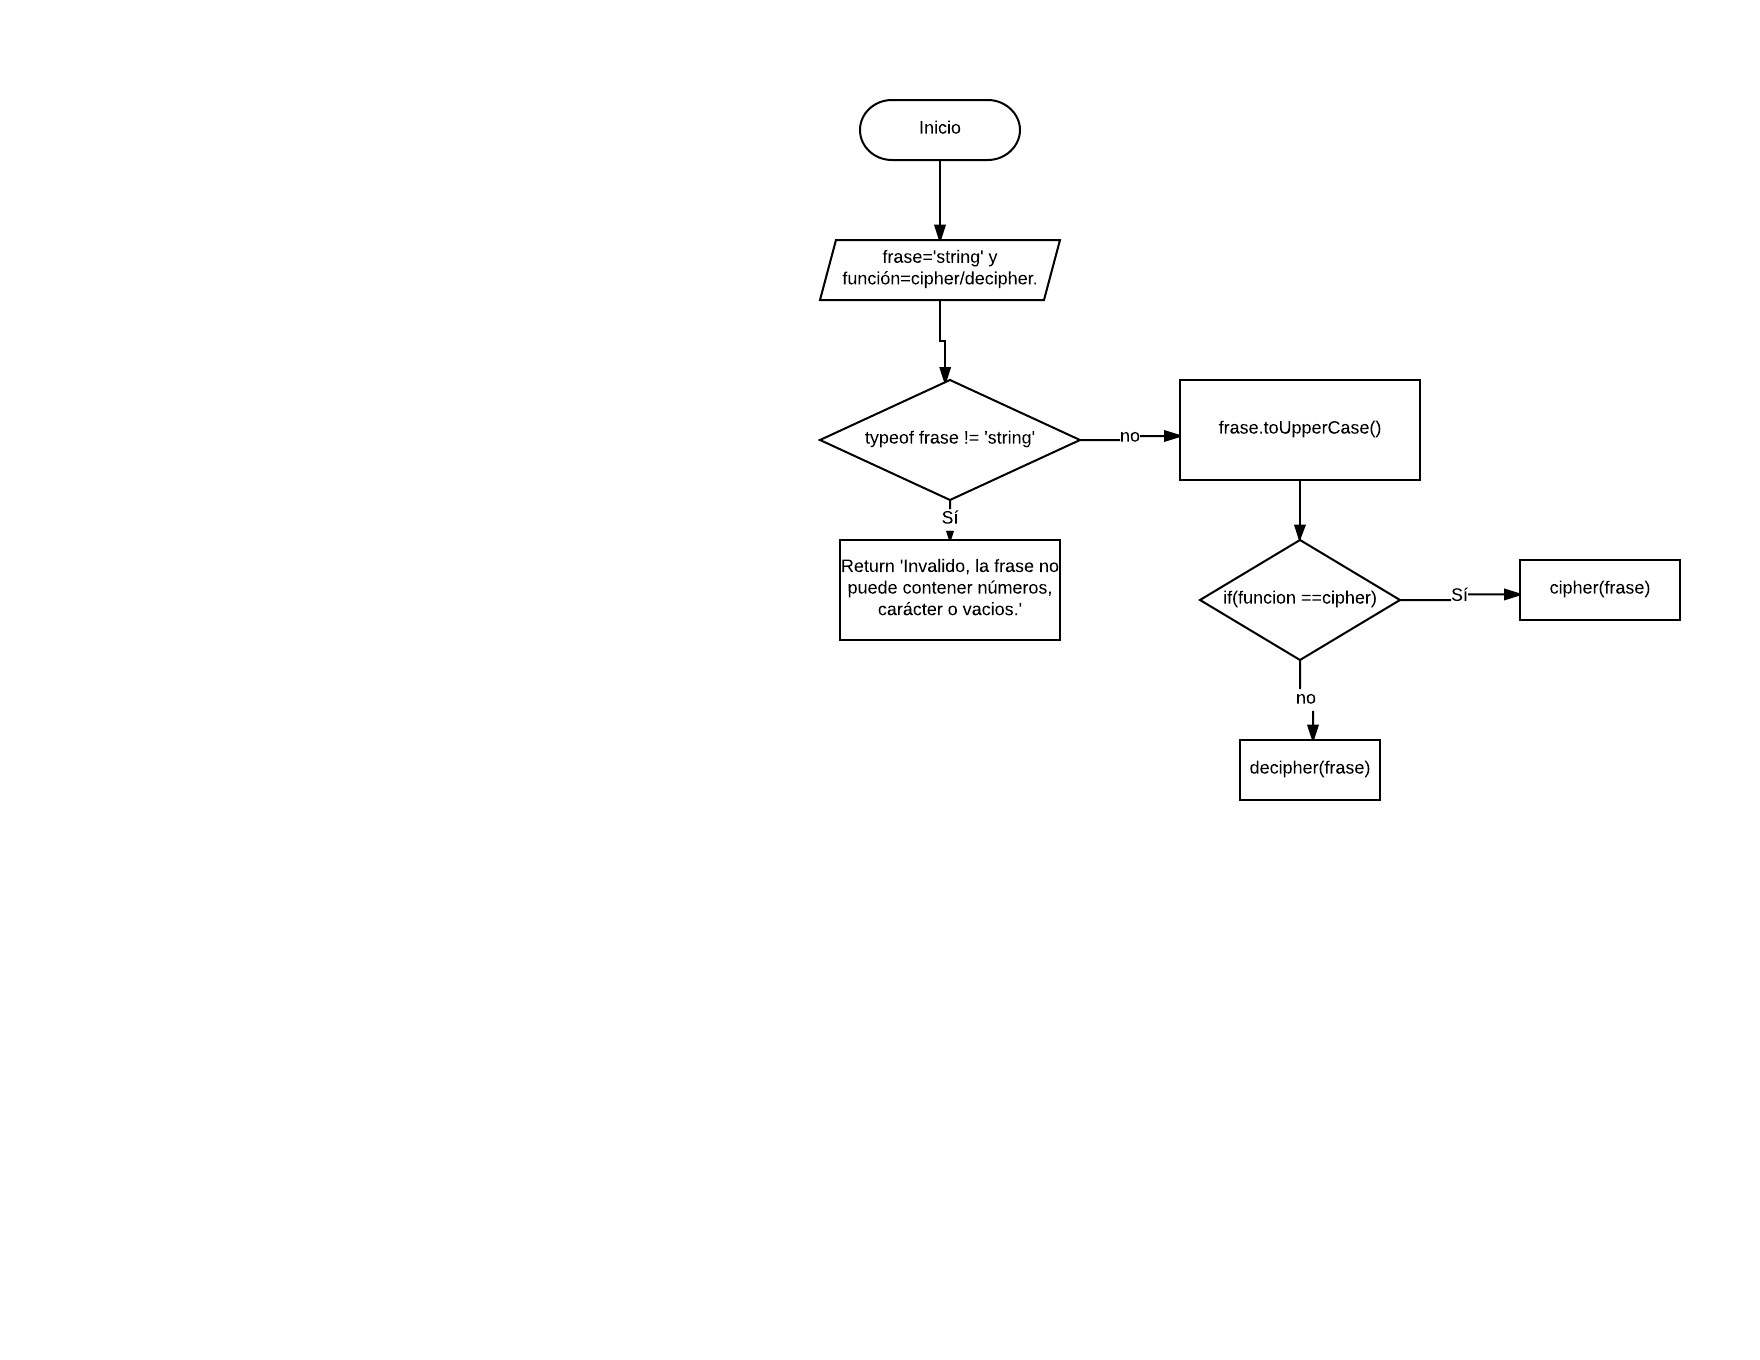 Inicio
frase='string' y
función=cipher/decipher.
typeof frase != 'string'
no
frase.toUpperCase()
Sí
Return 'Invalido, la frase no
puede contener números,
carácter o vacios.'
if(funcion ==cipher)
Sí
cipher(frase)
no
decipher(frase)